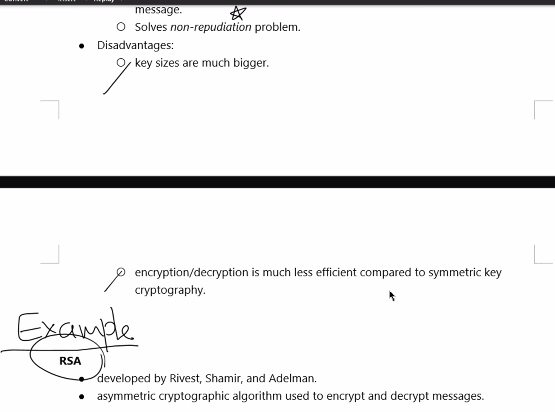 message.
○ Solves non-repudiation problem.
● Disadvantages:
○ key sizes are much bigger.
○ encryption/decryption is much less efficient compared to symmetric key
cryptography.
Example
RSA
● developed by Rivest, Shamir, and Adelman.
● asymmetric cryptographic algorithm used to encrypt and decrypt messages.